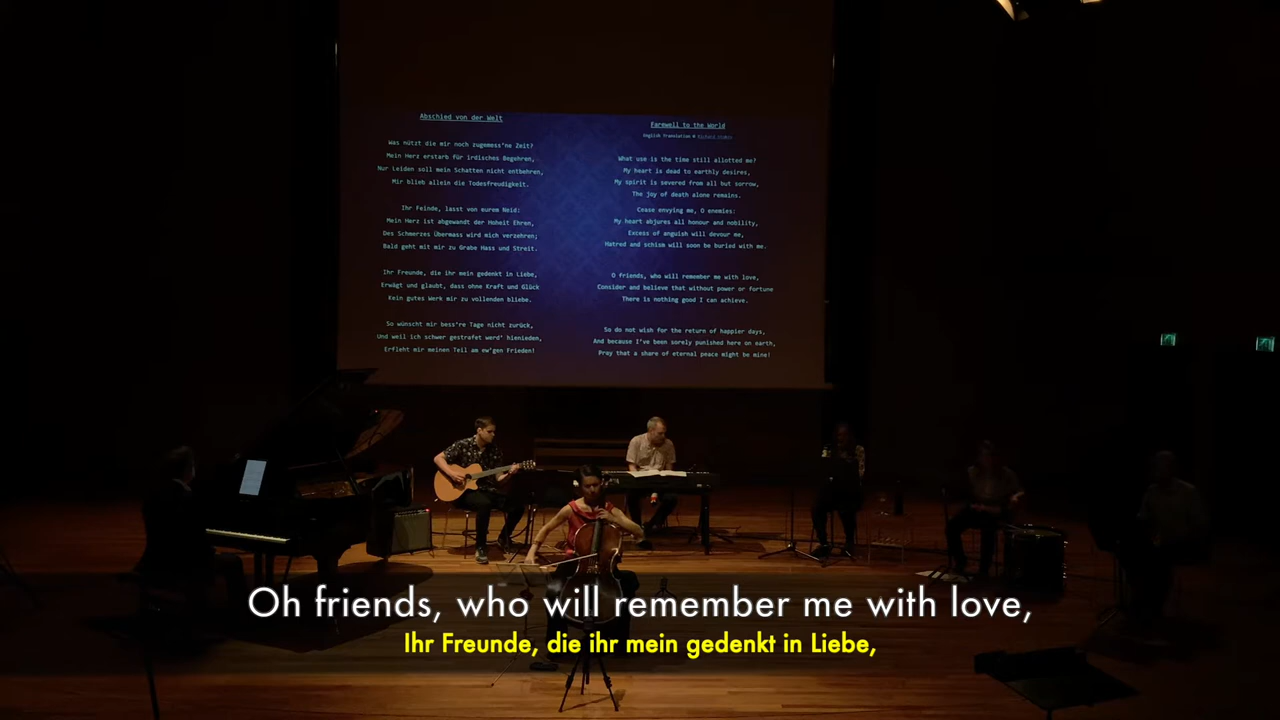 Abschied von der Welt
Was nützt die mir noch zugemess'ne Zeit?
Mein Herz erstarb für irdisches Begehren,
Nur Leiden soll mein Schatten nicht entbehren,
Mir blieb allein die Todesfreudigkeit.
Ihr Feinde, lasst von eurem Neid:
Mein Herz ist abgewandt der Hoheit Ehren,
Des Schmerzes Übermass wird mich verzehren;
Bald geht mit mir zu Grabe Hass und Streit.
Ihr Freunde, die ihr mein gedenkt in Liebe,
Erwägt und glaubt, dass ohne Kraft und Glück
Kein gutes Werk mir zu vollenden bliebe.
So wünscht mir bess're Tage nicht zurück,
Und weil ich schwer gestrafet werd' hienieden,
Erfleht mir meinen Teil am ew'gen Frieden!
Farewell to the World
English Translation ©
What use is the time still allotted me?
My heart is dead to earthly desires,
My spirit is severed from all but sorrow,
The joy of death alone remains.
Cease envying me, O enemies:
My heart abjures all honour and nobility,
Excess of anguish will devour me,
Hatred and schism will soon be buried with me.
O friends, who will remember me with love,
Consider and believe that without power or fortune
There is nothing good I can achieve.
So do not wish for the return of happier days,
And because I've been sorely punished here on earth,
Pray that a share of eternal peace might be mine!
Oh friends, who will remember me with love,
Ihr Freunde, die ihr mein gedenkt in Liebe,